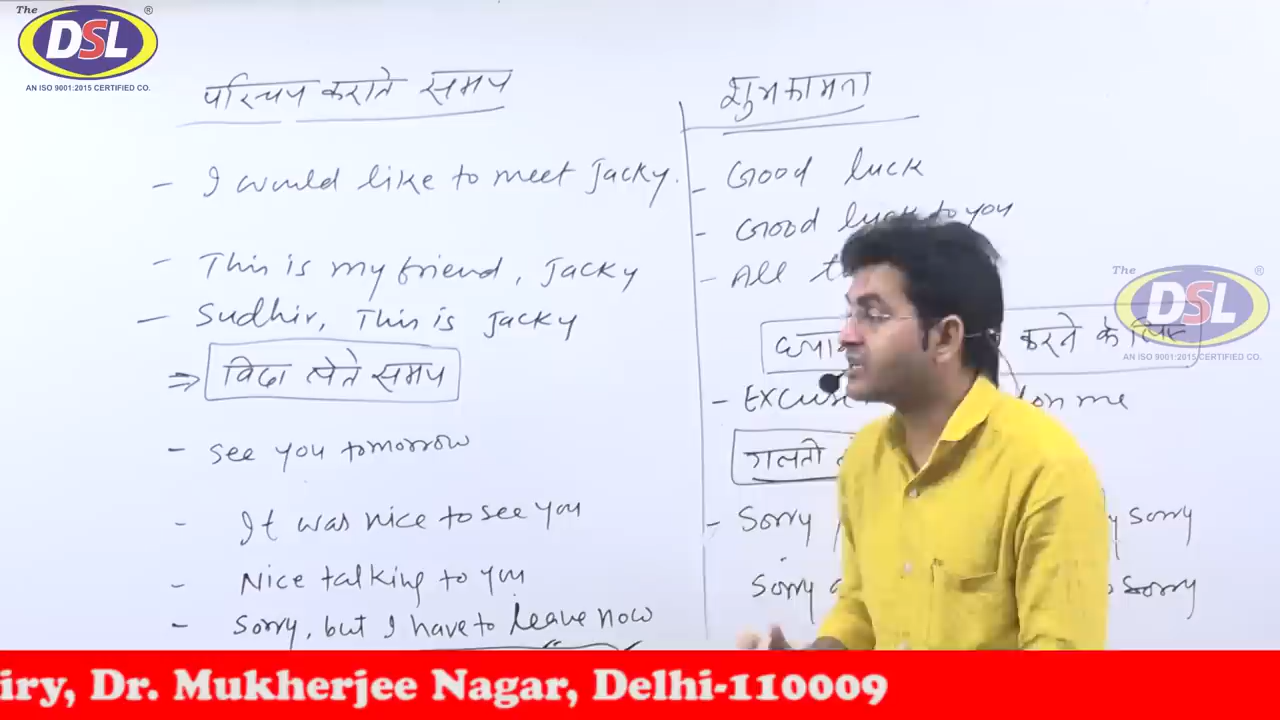 The
DSL
®
AN ISO 9001:2015 CERTIFIED CO.
परिचय कराते समय
- I would like to meet Jacky.
- This is my friend, Jacky
- Sudhir, This is Jacky
⇒ विदा लेते समय
- See you tomorrow
- It was nice to see you
- Nice talking to you
- Sorry, but I have to leave now
शुभकामना
- Good luck
- Good luck to you
- All
करने के लिए
- me
गलती
- Sorry sorry
Sorry sorry
The
DSL
®
AN ISO 9001:2015 CERTIFIED CO.
iry, Dr. Mukherjee Nagar, Delhi-110009